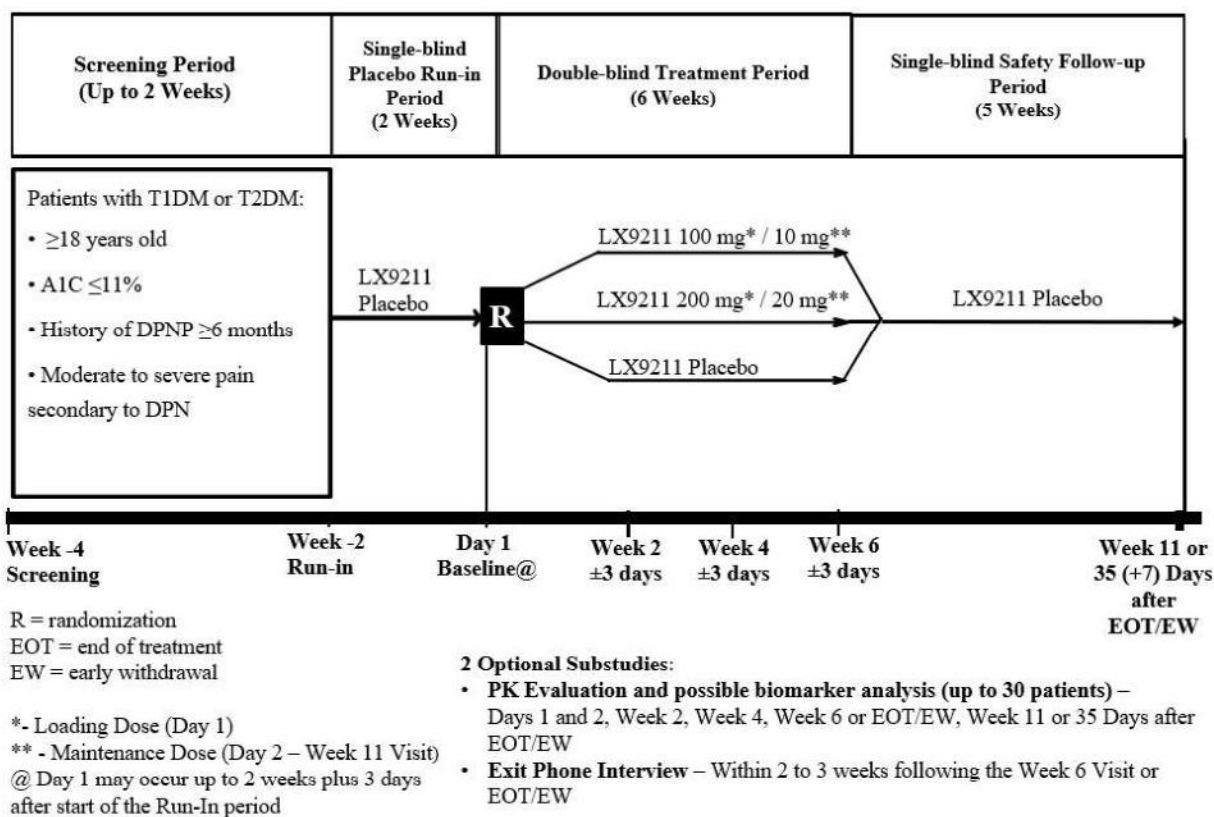 Screening Period
(Up to 2 Weeks)
Single-blind
Placebo Run-in
Period
(2 Weeks)
Double-blind Treatment Period
(6 Weeks)
Single-blind Safety Follow-up
Period
(5 Weeks)
Patients with T1DM or T2DM:
• ≥18 years old
• A1C ≤11%
• History of DPNP ≥6 months
• Moderate to severe pain
secondary to DPN
LX9211
Placebo
R
LX9211 100 mg* / 10 mg**
LX9211 200 mg* / 20 mg**
LX9211 Placebo
LX9211 Placebo
Week -4
Screening
Week -2
Run-in
Day 1
Baseline@
Week 2
±3 days
Week 4
±3 days
Week 6
±3 days
Week 11 or
35 (+7) Days
after
EOT/EW
R = randomization
EOT = end of treatment
EW = early withdrawal
*- Loading Dose (Day 1)
** - Maintenance Dose (Day 2 – Week 11 Visit)
@ Day 1 may occur up to 2 weeks plus 3 days
after start of the Run-In period
2 Optional Substudies:
• PK Evaluation and possible biomarker analysis (up to 30 patients) –
Days 1 and 2, Week 2, Week 4, Week 6 or EOT/EW, Week 11 or 35 Days after
EOT/EW
• Exit Phone Interview – Within 2 to 3 weeks following the Week 6 Visit or
EOT/EW